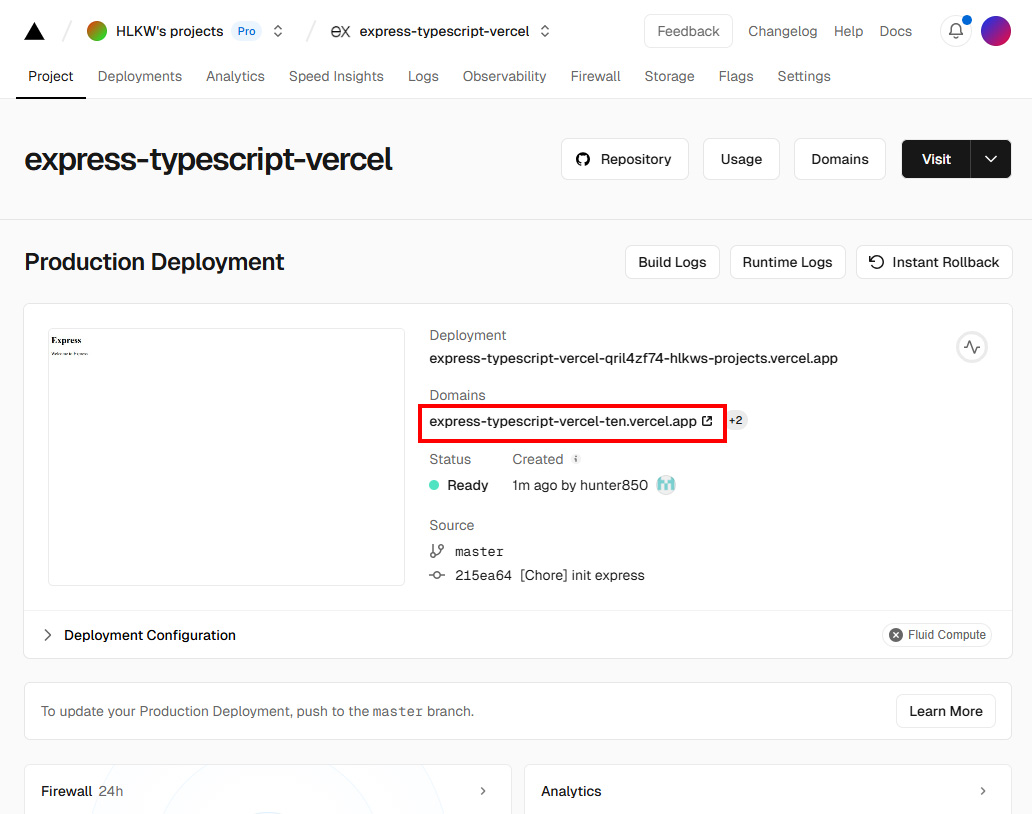 HLKW's projects Pro
ex express-typescript-vercel
Feedback Changelog Help Docs
Project Deployments Analytics Speed Insights Logs Observability Firewall Storage Flags Settings
express-typescript-vercel
Repository Usage Domains Visit
Production Deployment
Build Logs Runtime Logs Instant Rollback
Express
Welcome to Express
Deployment
express-typescript-vercel-qril4zf74-hlkws-projects.vercel.app
Domains
express-typescript-vercel-ten.vercel.app +2
Status Created
Ready 1m ago by hunter850
Source
master
215ea64 [Chore] init express
Deployment Configuration Fluid Compute
To update your Production Deployment, push to the master branch.
Learn More
Firewall 24h
Analytics